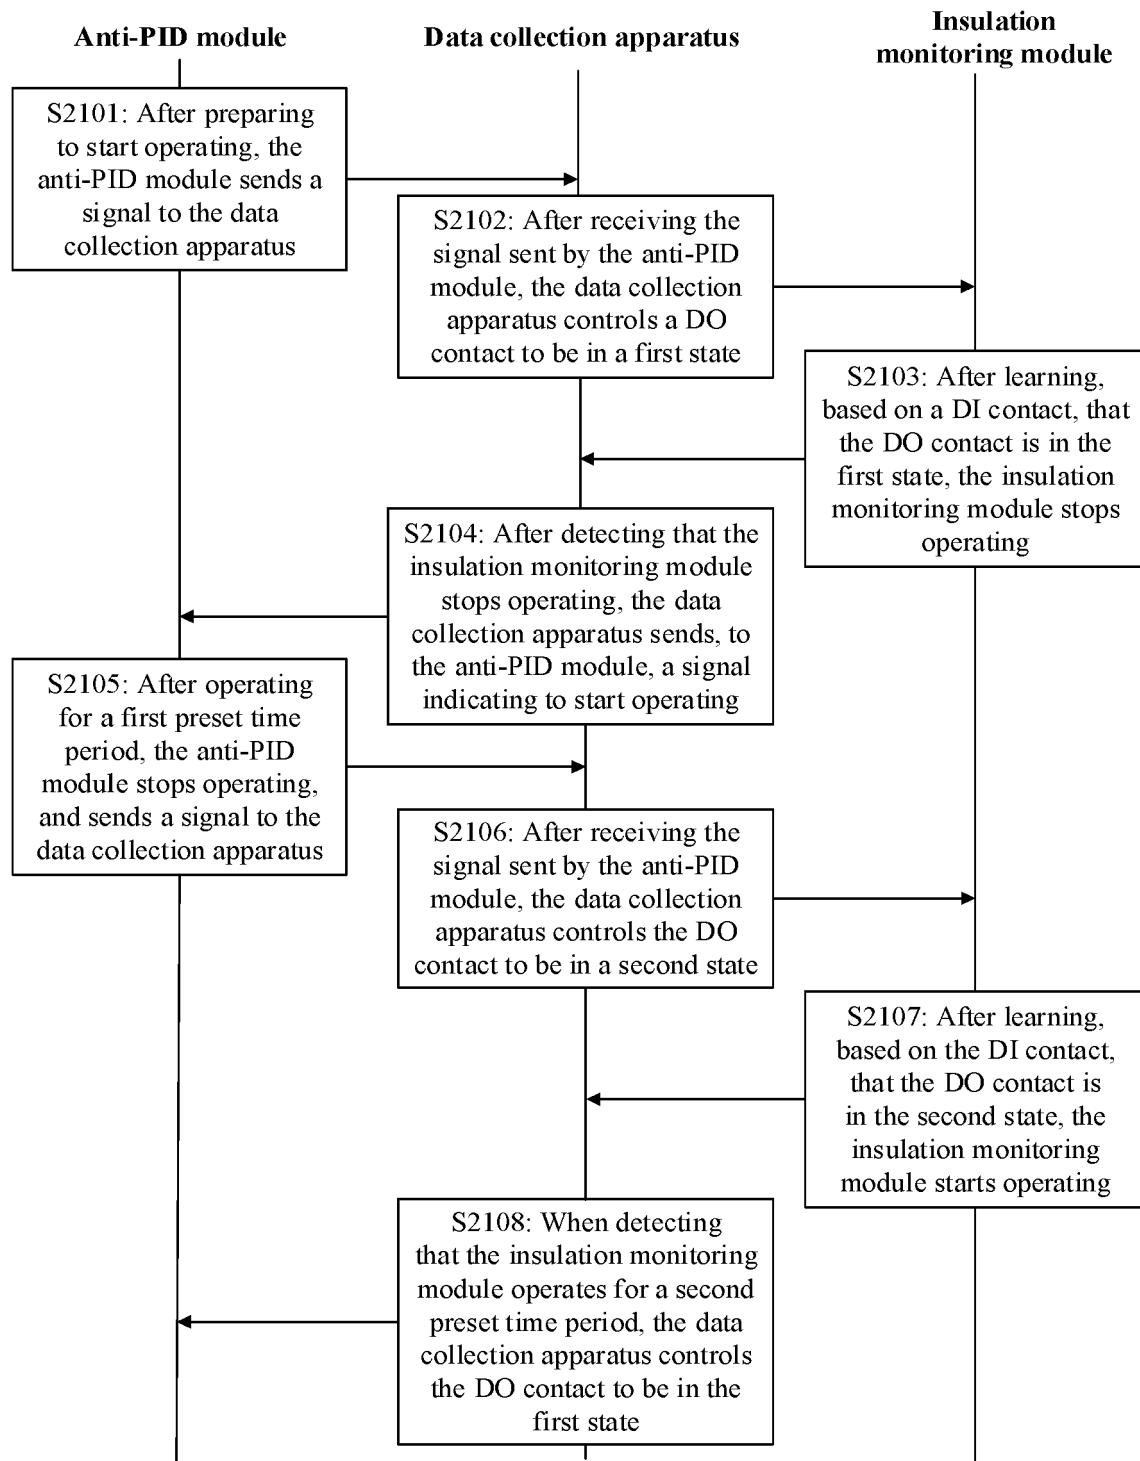 Anti-PID module
Data collection apparatus
Insulation
monitoring module
S2101: After preparing
to start operating, the
anti-PID module sends a
signal to the data
collection apparatus
S2102: After receiving the
signal sent by the anti-PID
module, the data collection
apparatus controls a DO
contact to be in a first state
S2103: After learning,
based on a DI contact, that
the DO contact is in the
first state, the insulation
monitoring module stops
operating
S2104: After detecting that the
insulation monitoring module
stops operating, the data
collection apparatus sends, to
the anti-PID module, a signal
indicating to start operating
S2105: After operating
for a first preset time
period, the anti-PID
module stops operating,
and sends a signal to the
data collection apparatus
S2106: After receiving the
signal sent by the anti-PID
module, the data collection
apparatus controls the DO
contact to be in a second state
S2107: After learning,
based on the DI contact,
that the DO contact is
in the second state, the
insulation monitoring
module starts operating
S2108: When detecting
that the insulation monitoring
module operates for a second
preset time period, the data
collection apparatus controls
the DO contact to be in the
first state